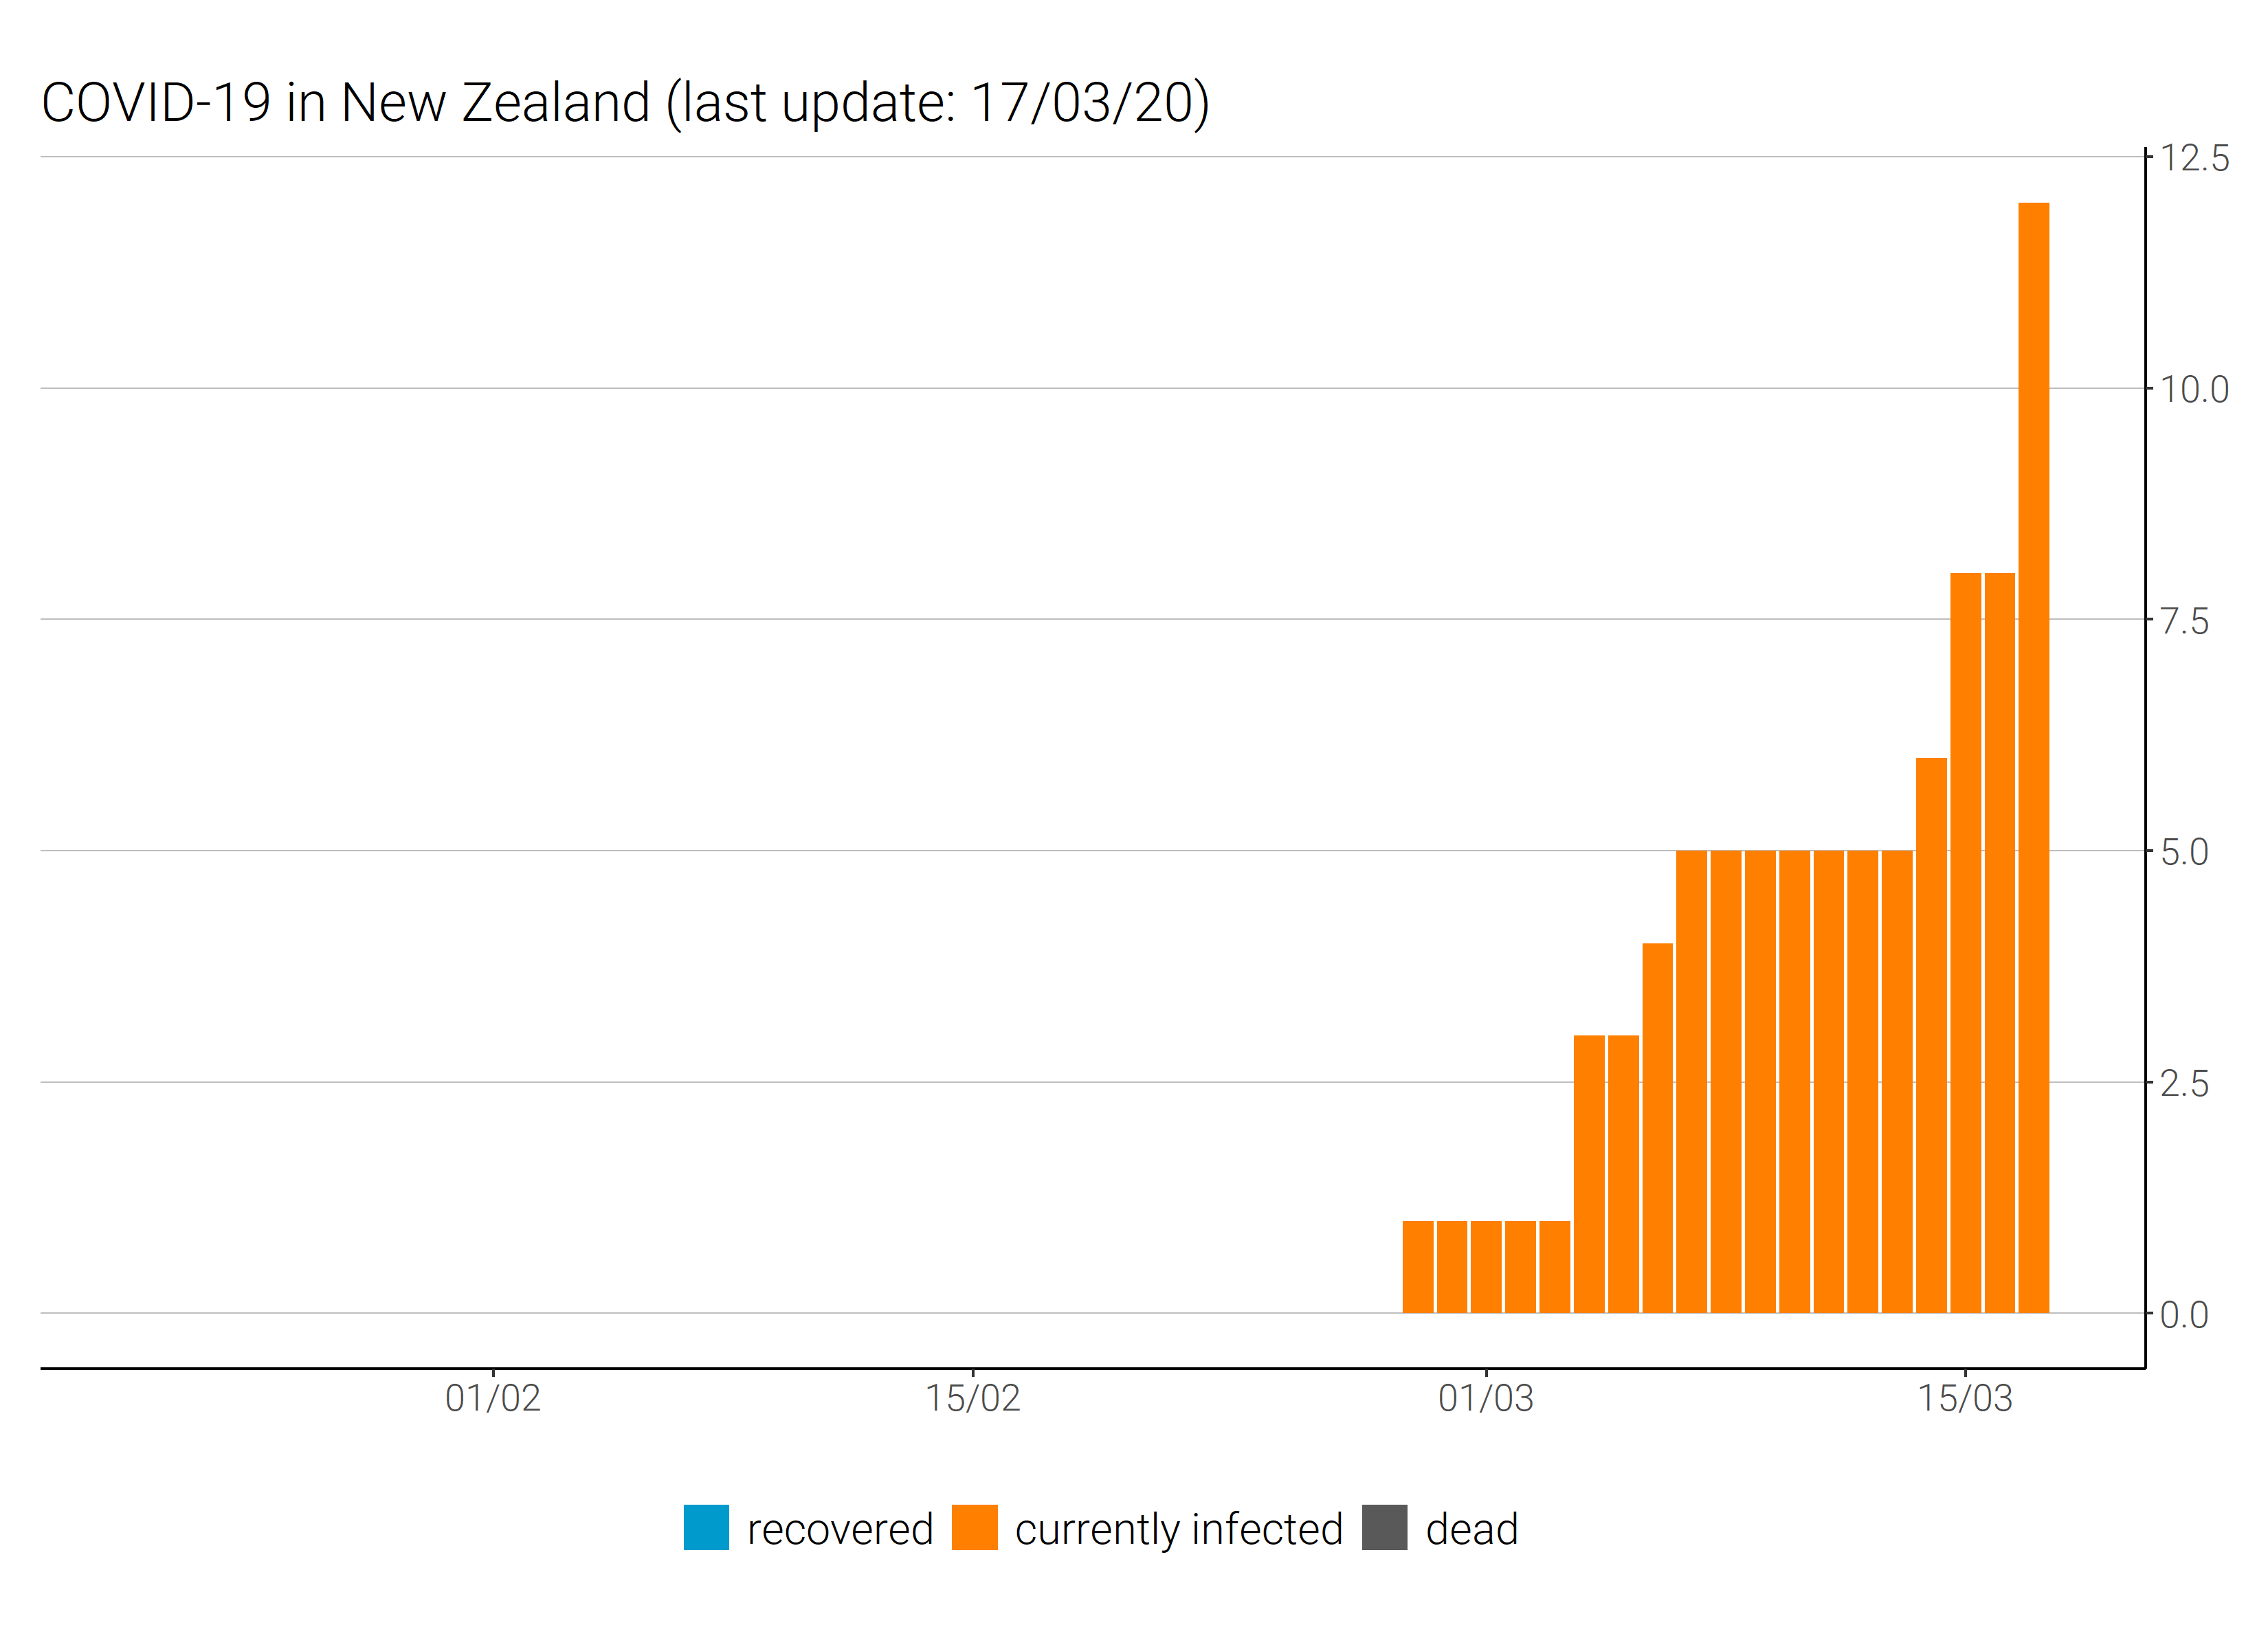 COVID-19 in New Zealand (last update: 17/03/20)
12.5
10.0
7.5
5.0
2.5
0.0
01/02 15/02 01/03 15/03
recovered currently infected dead